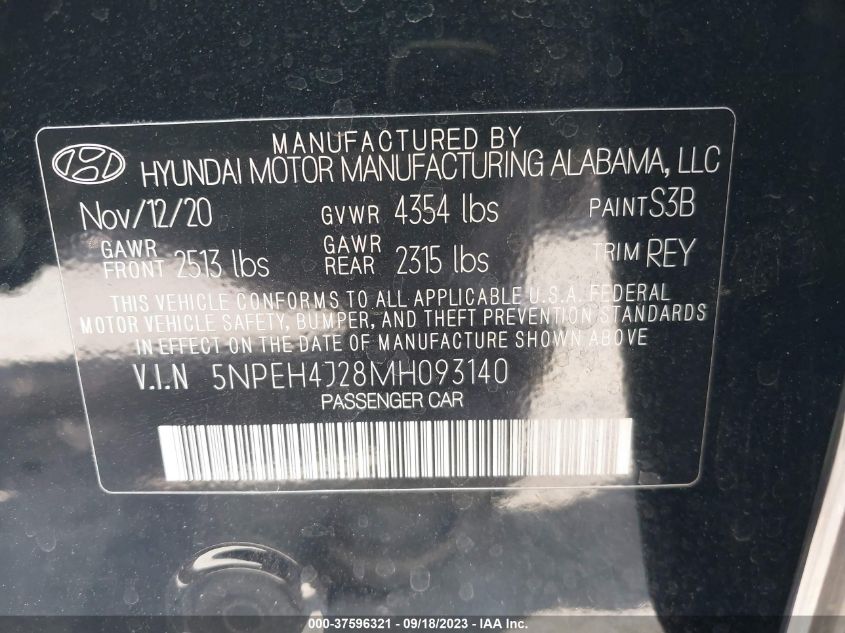 MANUFACTURED BY
HYUNDAI MOTOR MANUFACTURING ALABAMA, LLC
Nov/12/20 GVWR 4354 lbs PAINT S3B
GAWR FRONT 2513 lbs GAWR REAR 2315 lbs TRIM REY
THIS VEHICLE CONFORMS TO ALL APPLICABLE U.S.A. FEDERAL
MOTOR VEHICLE SAFETY, BUMPER, AND THEFT PREVENTION STANDARDS
IN EFFECT ON THE DATE OF MANUFACTURE SHOWN ABOVE
V.I.N 5NPEH4J28MH093140
PASSENGER CAR
000-37596321 - 09/18/2023 - IAA Inc.